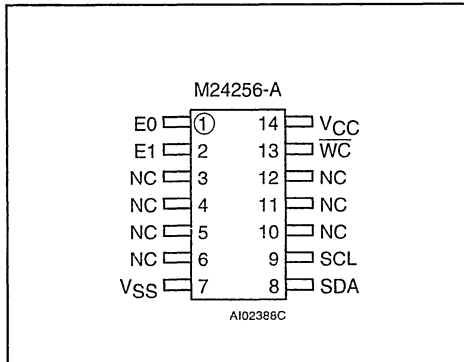 M24256-A
E0 1 14 VCC
E1 2 13 WC
NC 3 12 NC
NC 4 11 NC
NC 5 10 NC
NC 6 9 SCL
VSS 7 8 SDA
AI02388C